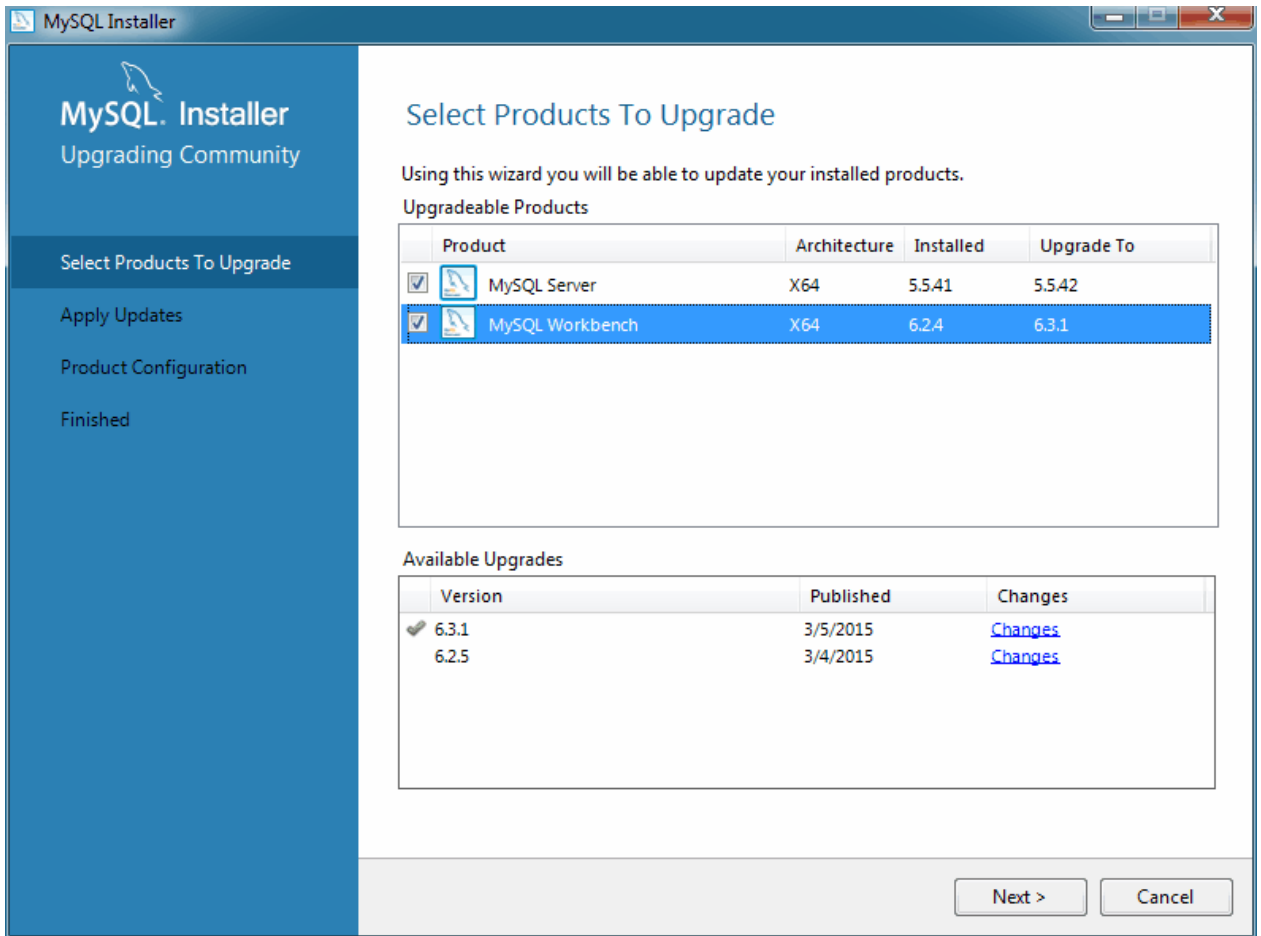 MySQL Installer
MySQL. Installer
Upgrading Community
Select Products To Upgrade
Apply Updates
Product Configuration
Finished
Select Products To Upgrade
Using this wizard you will be able to update your installed products.
Upgradeable Products
Product Architecture Installed Upgrade To
MySQL Server X64 5.5.41 5.5.42
MySQL Workbench X64 6.2.4 6.3.1
Available Upgrades
Version Published Changes
6.3.1 3/5/2015 Changes
6.2.5 3/4/2015 Changes
Next > Cancel